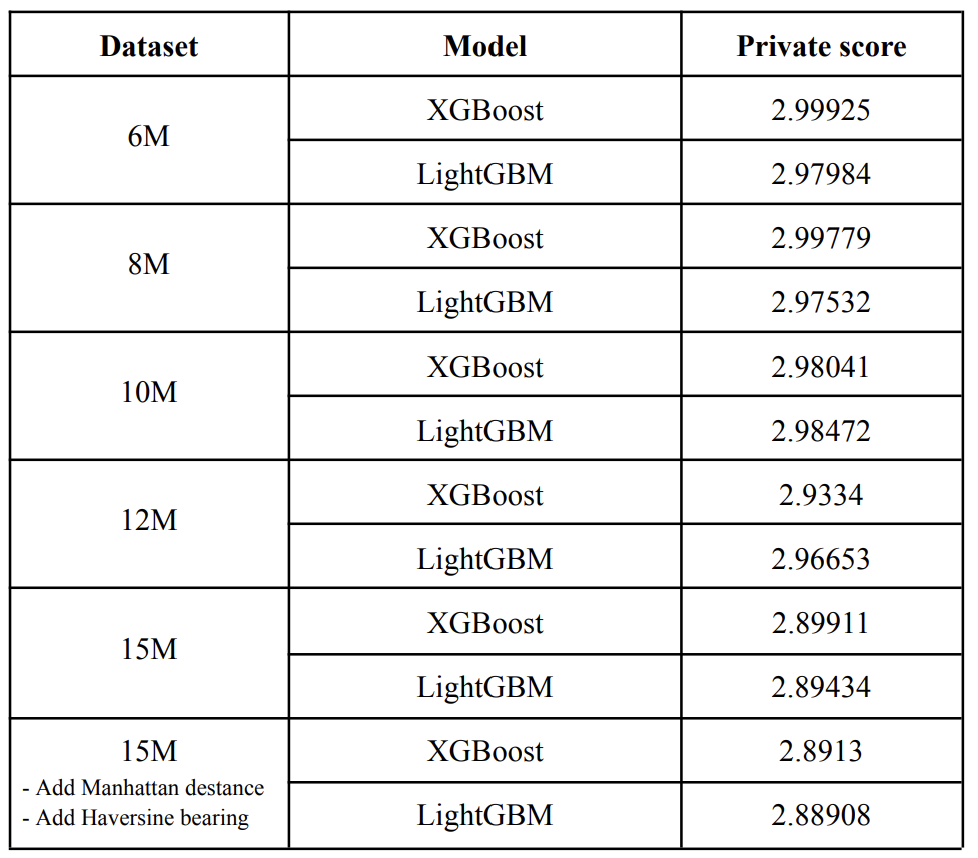 Dataset Model Private score
6M
XGBoost 2.99925
LightGBM 2.97984
8M
XGBoost 2.99779
LightGBM 2.97532
10M
XGBoost 2.98041
LightGBM 2.98472
12M
XGBoost 2.9334
LightGBM 2.96653
15M
XGBoost 2.89911
LightGBM 2.89434
15M
- Add Manhattan destance
- Add Haversine bearing
XGBoost 2.8913
LightGBM 2.88908